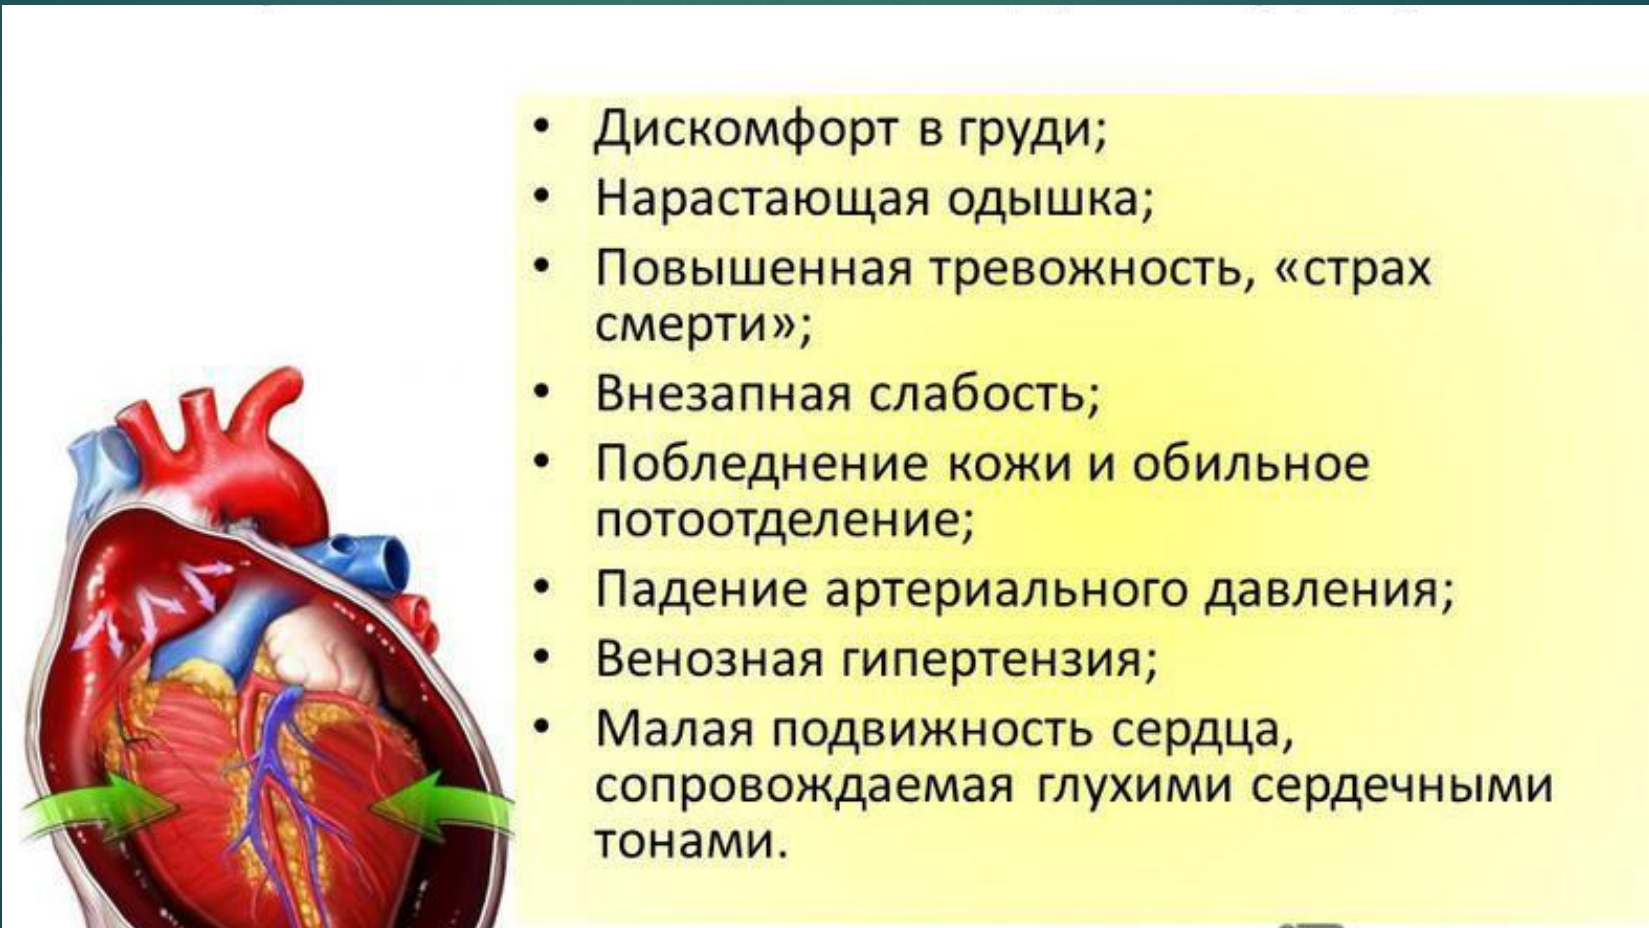 • Дискомфорт в груди;
• Нарастающая одышка;
• Повышенная тревожность, «страх
смерти»;
• Внезапная слабость;
• Побледнение кожи и обильное
потоотделение;
• Падение артериального давления;
• Венозная гипертензия;
• Малая подвижность сердца,
сопровождаемая глухими сердечными
тонами.